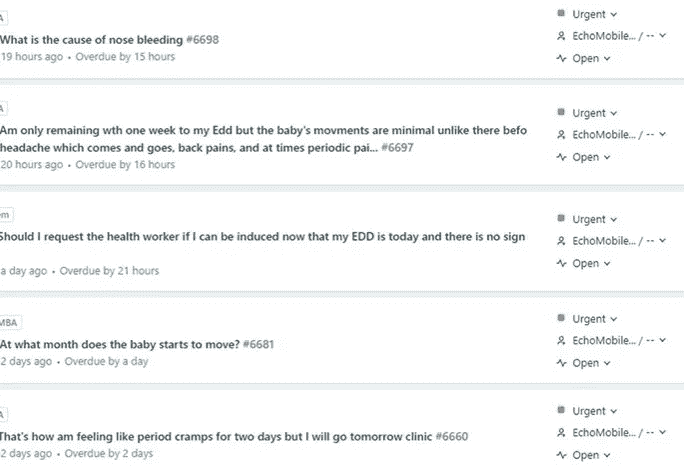 A
What is the cause of nose bleeding #6698
19 hours ago • Overdue by 15 hours
Urgent
EchoMobile... / --
Open
A
Am only remaining wth one week to my Edd but the baby's movments are minimal unlike there befo
headache which comes and goes, back pains, and at times periodic pai... #6697
20 hours ago • Overdue by 16 hours
Urgent
EchoMobile... / --
Open
em
Should I request the health worker if I can be induced now that my EDD is today and there is no sign
a day ago • Overdue by 21 hours
Urgent
EchoMobile... / --
Open
MBA
At what month does the baby starts to move? #6681
2 days ago • Overdue by a day
Urgent
EchoMobile... / --
Open
A
That's how am feeling like period cramps for two days but I will go tomorrow clinic #6660
2 days ago • Overdue by 2 days
Urgent
EchoMobile... / --
Open